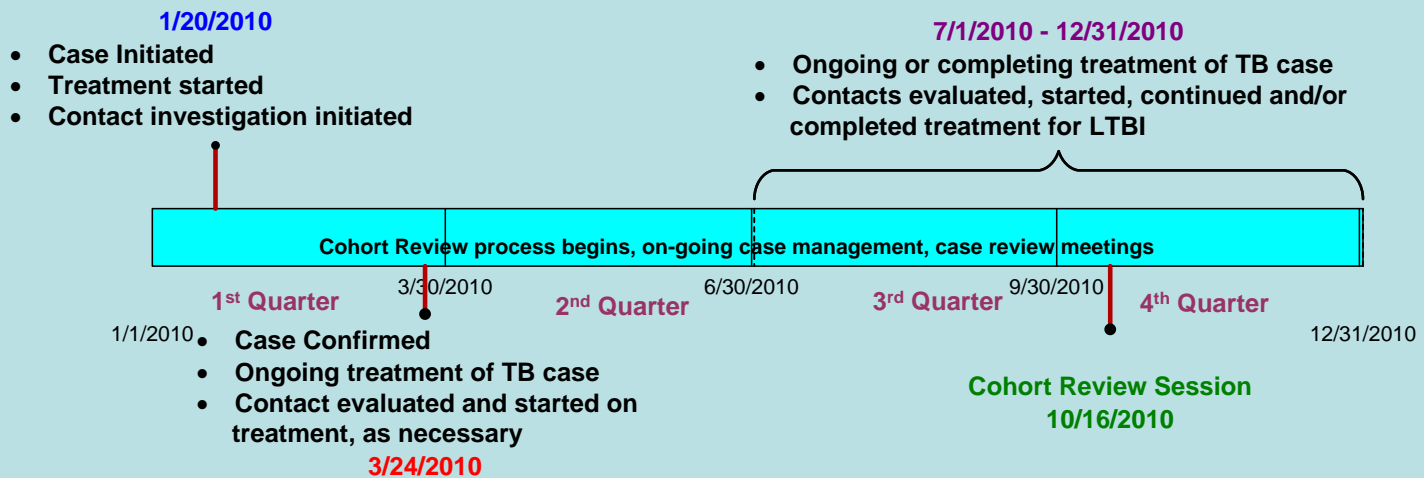 1/20/2010
• Case Initiated
• Treatment started
• Contact investigation initiated
7/1/2010 - 12/31/2010
• Ongoing or completing treatment of TB case
• Contacts evaluated, started, continued and/or
completed treatment for LTBI
Cohort Review process begins, on-going case management, case review meetings
1st Quarter
3/30/2010
2nd Quarter
6/30/2010
3rd Quarter
9/30/2010
4th Quarter
1/1/2010
12/31/2010
• Case Confirmed
• Ongoing treatment of TB case
• Contact evaluated and started on
treatment, as necessary
3/24/2010
Cohort Review Session
10/16/2010